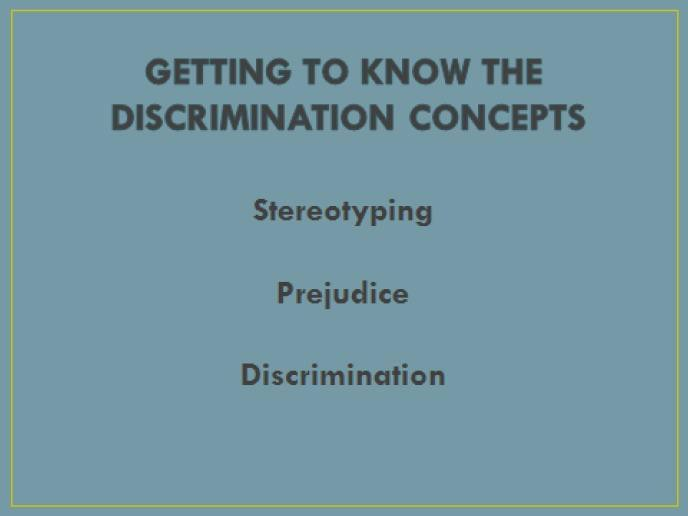 GETTING TO KNOW THE
DISCRIMINATION CONCEPTS
Stereotyping
Prejudice
Discrimination